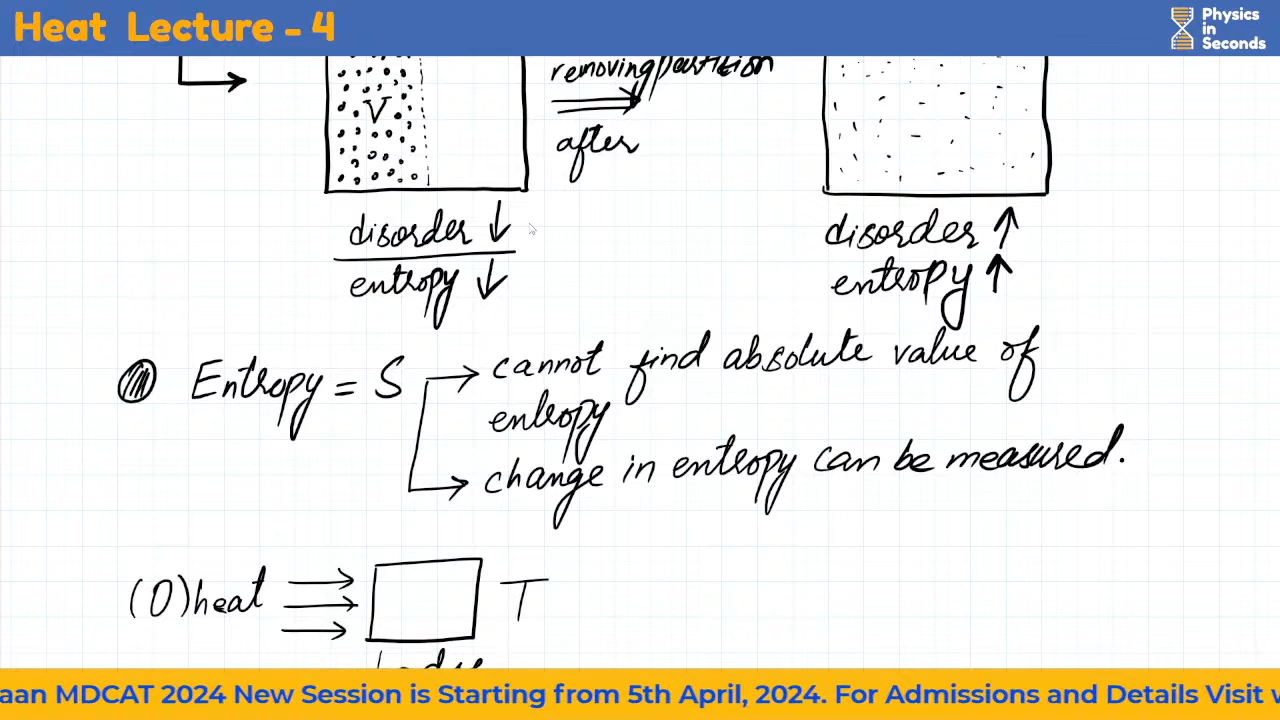 Heat Lecture - 4
Physics
in
Seconds
removing partition
V
after
disorder ↓
entropy ↓
disorder ↑
entropy ↑
Entropy = S
cannot find absolute value of
entropy
change in entropy can be measured.
(O)heat
T
aan MDCAT 2024 New Session is Starting from 5th April, 2024. For Admissions and Details Visit